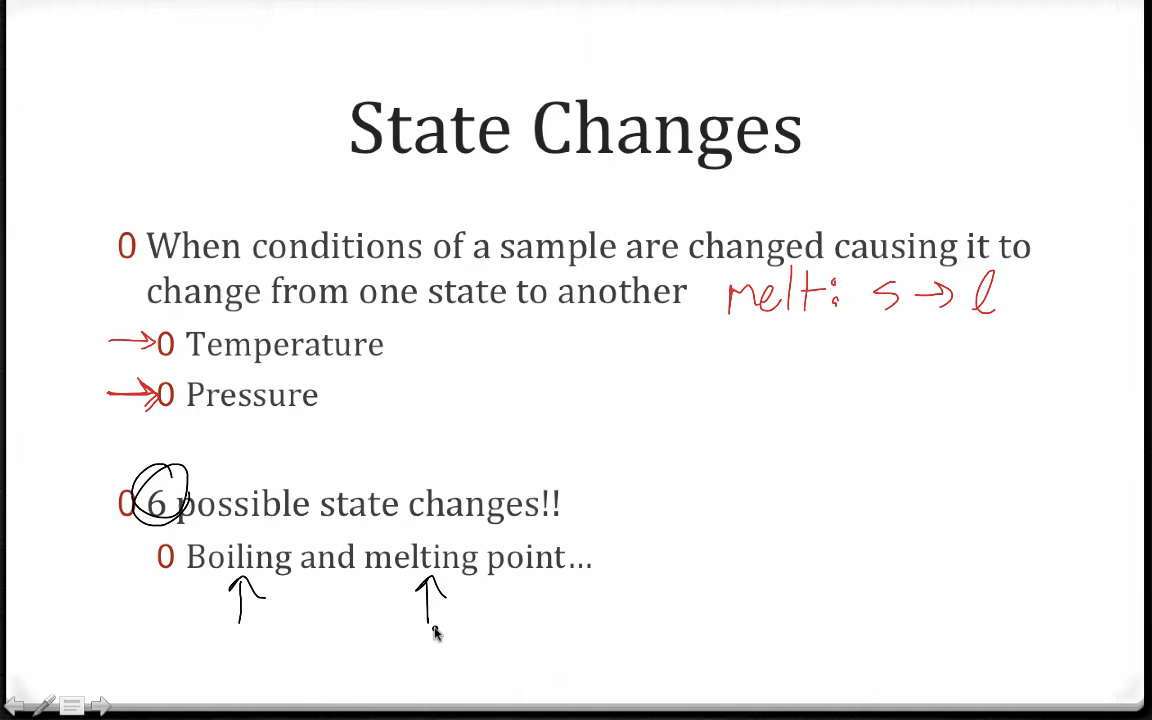 State Changes
0 When conditions of a sample are changed causing it to
change from one state to another melt: s → l
→ 0 Temperature
→ 0 Pressure
0 6 possible state changes!!
0 Boiling and melting point…